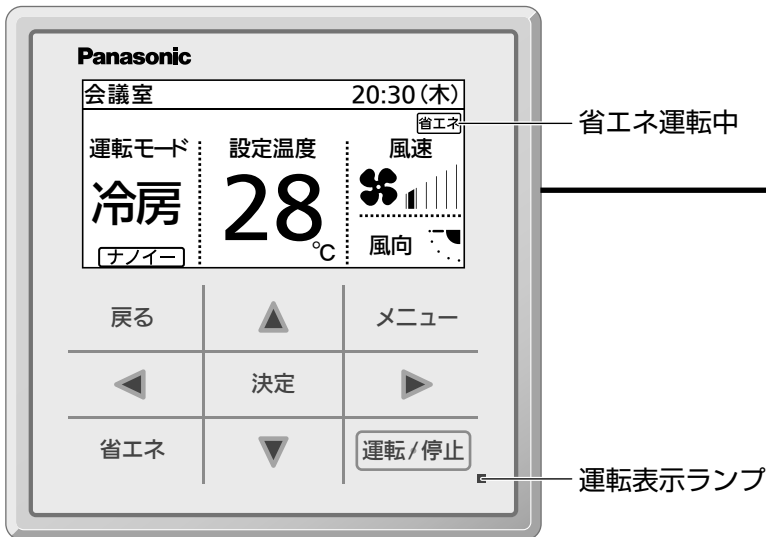 Panasonic
会議室 20:30(木)
省エネ
省エネ運転中
運転モード 設定温度 風速
冷房 28℃
ナノイー 風向
戻る メニュー
決定
省エネ 運転/停止
運転表示ランプ